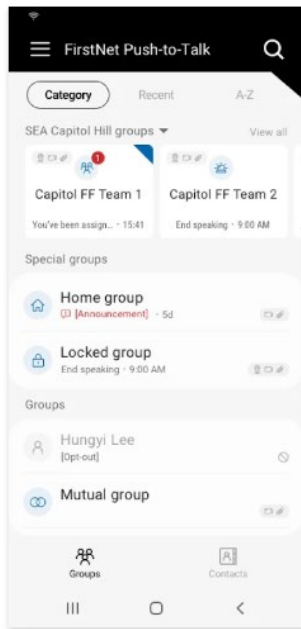 FirstNet Push-to-Talk
Category Recent A-Z
SEA Capitol Hill groups View all
1
Capitol FF Team 1 Capitol FF Team 2
You've been assign.. · 15:41 End speaking · 9:00 AM
Special groups
Home group
[Announcement] · 5d
Locked group
End speaking · 9:00 AM
Groups
Hungyi Lee
[Opt-out]
Mutual group
Groups Contacts